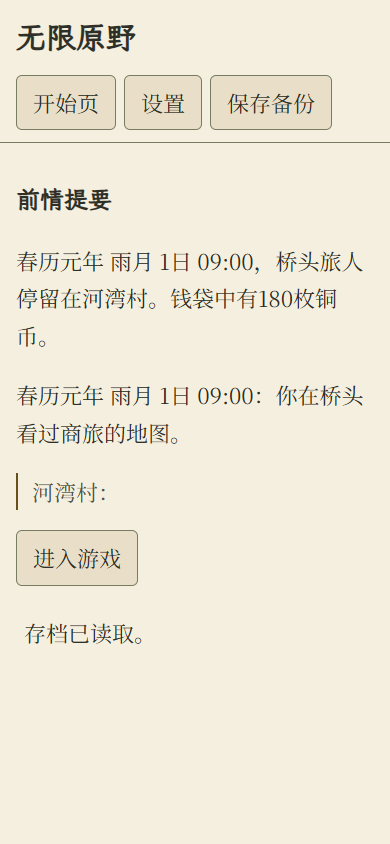 无限原野
开始页 设置 保存备份
前情提要
春历元年 雨月 1日 09:00，桥头旅人
停留在河湾村。钱袋中有180枚铜
币。
春历元年 雨月 1日 09:00：你在桥头
看过商旅的地图。
河湾村：
进入游戏
存档已读取。